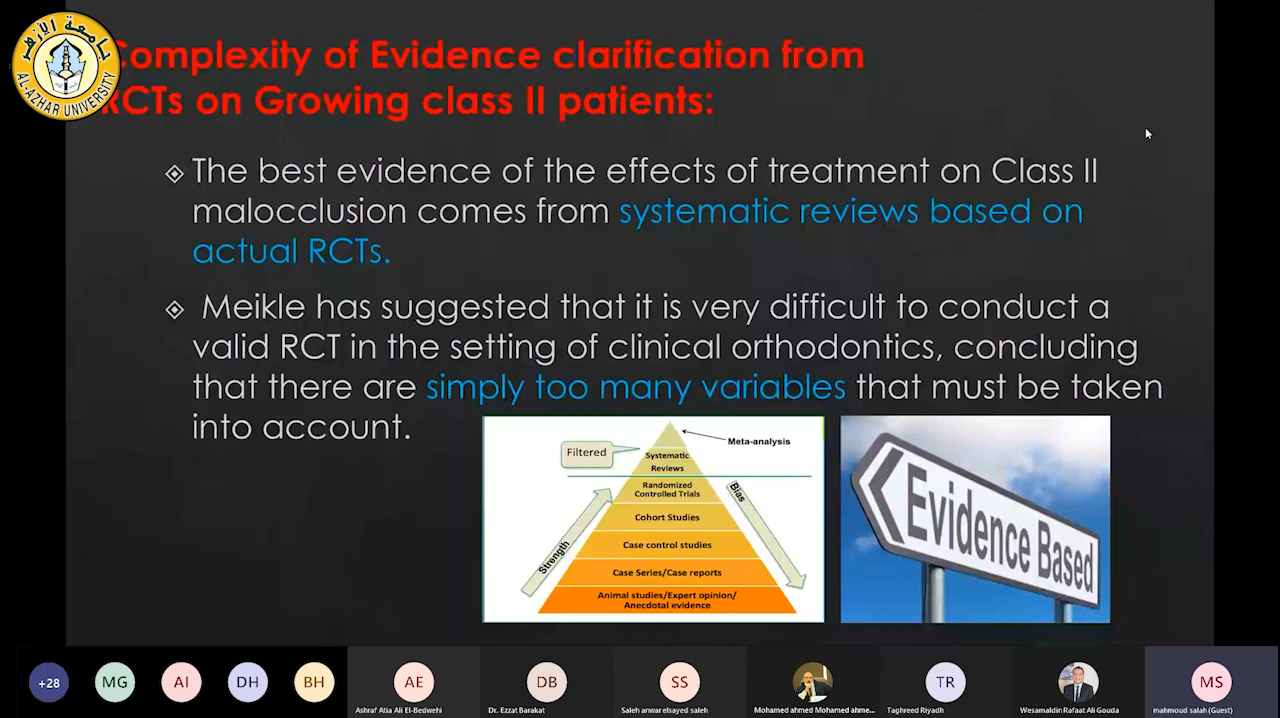 جامعة الأزهر
AL-AZHAR UNIVERSITY
Complexity of Evidence clarification from
RCTs on Growing class II patients:
The best evidence of the effects of treatment on Class II
malocclusion comes from systematic reviews based on
actual RCTs.
Meikle has suggested that it is very difficult to conduct a
valid RCT in the setting of clinical orthodontics, concluding
that there are simply too many variables that must be taken
into account.
Filtered
Meta-analysis
Systematic
Reviews
Randomized
Controlled Trials
Cohort Studies
Case control studies
Case Series/Case reports
Animal studies/Expert opinion/
Anecdotal evidence
Strength
Bias
Evidence Based
+28
MG
AI
DH
BH
AE
Ashraf Atia Ali El-Bedwehi
DB
Dr. Ezzat Barakat
SS
Saleh anwar elsayed saleh
Mohamed ahmed Mohamed ahme...
TR
Taghreed Riyadh
Wesamaldin Rafaat Ali Gouda
MS
mahmoud salah (Guest)